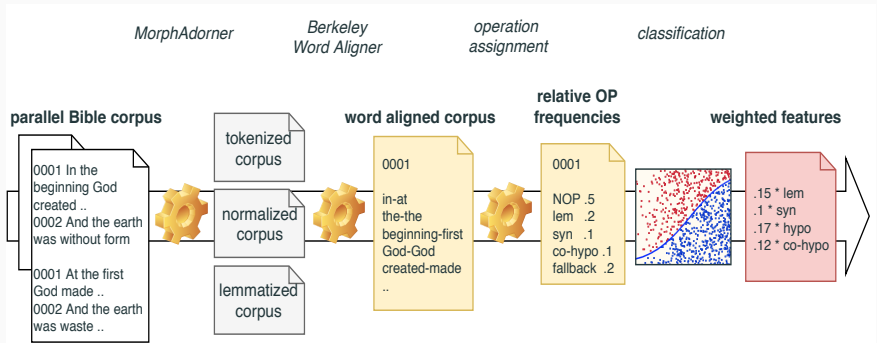 MorphAdorner
Berkeley
Word Aligner
operation
assignment
classification
parallel Bible corpus
0001 In the
beginning God
created ..
0002 And the earth
was without form
0001 At the first
God made ..
0002 And the earth
was waste ..
tokenized
corpus
normalized
corpus
lemmatized
corpus
word aligned corpus
0001
in-at
the-the
beginning-first
God-God
created-made
..
relative OP
frequencies
0001
NOP .5
lem .2
syn .1
co-hypo .1
fallback .2
weighted features
.15 * lem
.1 * syn
.17 * hypo
.12 * co-hypo